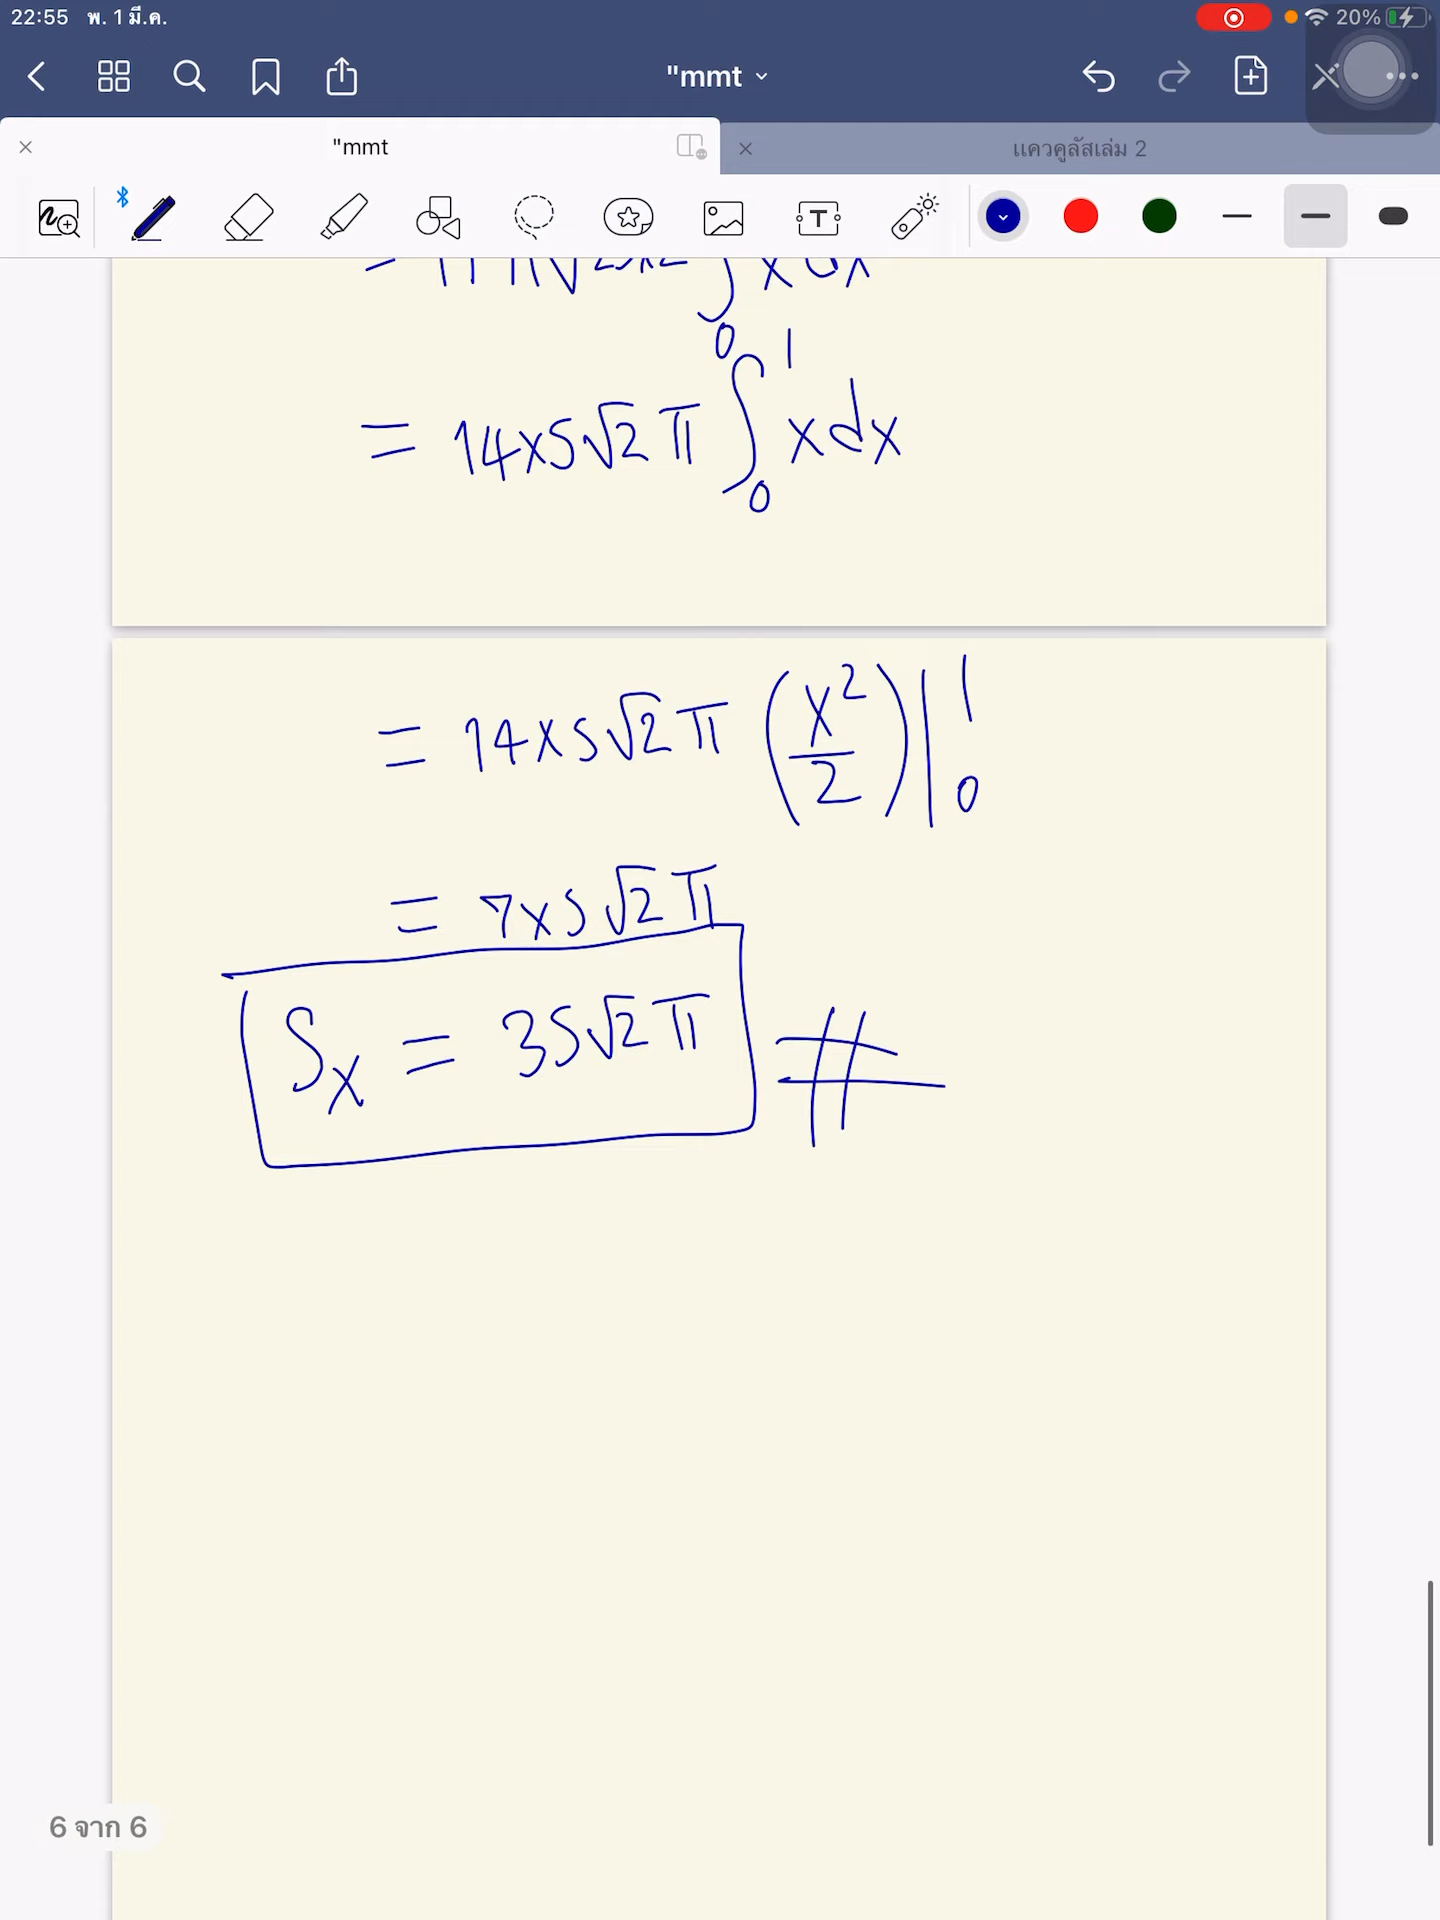 22:55 พ. 1 มี.ค. 20%
"mmt
"mmt
แควคูลัสเล่ม 2
T
0
= 14×5√2 π ∫₀¹ x dx
= 14×5√2 π (x²/2)|₀¹
= 7×5√2 π
Sx = 35√2 π #
6 จาก 6